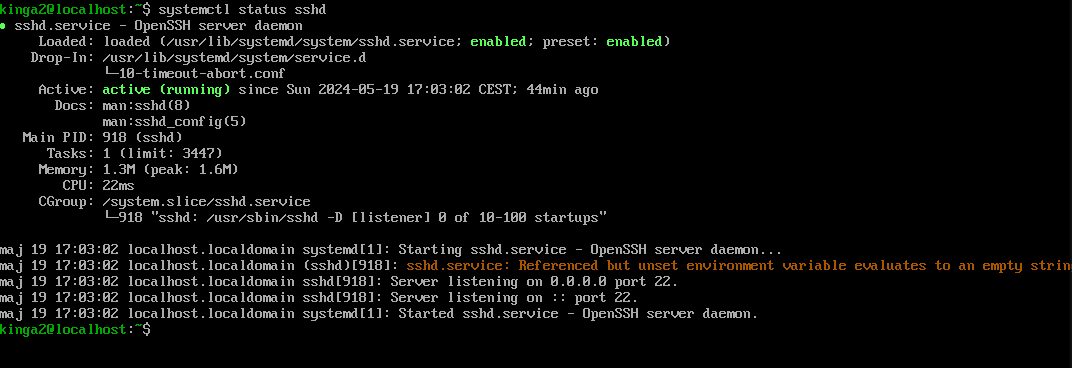 kinga2@localhost:~$ systemctl status sshd
● sshd.service - OpenSSH server daemon
Loaded: loaded (/usr/lib/systemd/system/sshd.service; enabled; preset: enabled)
Drop-In: /usr/lib/systemd/system/service.d
└─10-timeout-abort.conf
Active: active (running) since Sun 2024-05-19 17:03:02 CEST; 44min ago
Docs: man:sshd(8)
man:sshd_config(5)
Main PID: 918 (sshd)
Tasks: 1 (limit: 3447)
Memory: 1.3M (peak: 1.6M)
CPU: 22ms
CGroup: /system.slice/sshd.service
└─918 "sshd: /usr/sbin/sshd -D [listener] 0 of 10-100 startups"
maj 19 17:03:02 localhost.localdomain systemd[1]: Starting sshd.service - OpenSSH server daemon...
maj 19 17:03:02 localhost.localdomain (sshd)[918]: sshd.service: Referenced but unset environment variable evaluates to an empty strin
maj 19 17:03:02 localhost.localdomain sshd[918]: Server listening on 0.0.0.0 port 22.
maj 19 17:03:02 localhost.localdomain sshd[918]: Server listening on :: port 22.
maj 19 17:03:02 localhost.localdomain systemd[1]: Started sshd.service - OpenSSH server daemon.
kinga2@localhost:~$